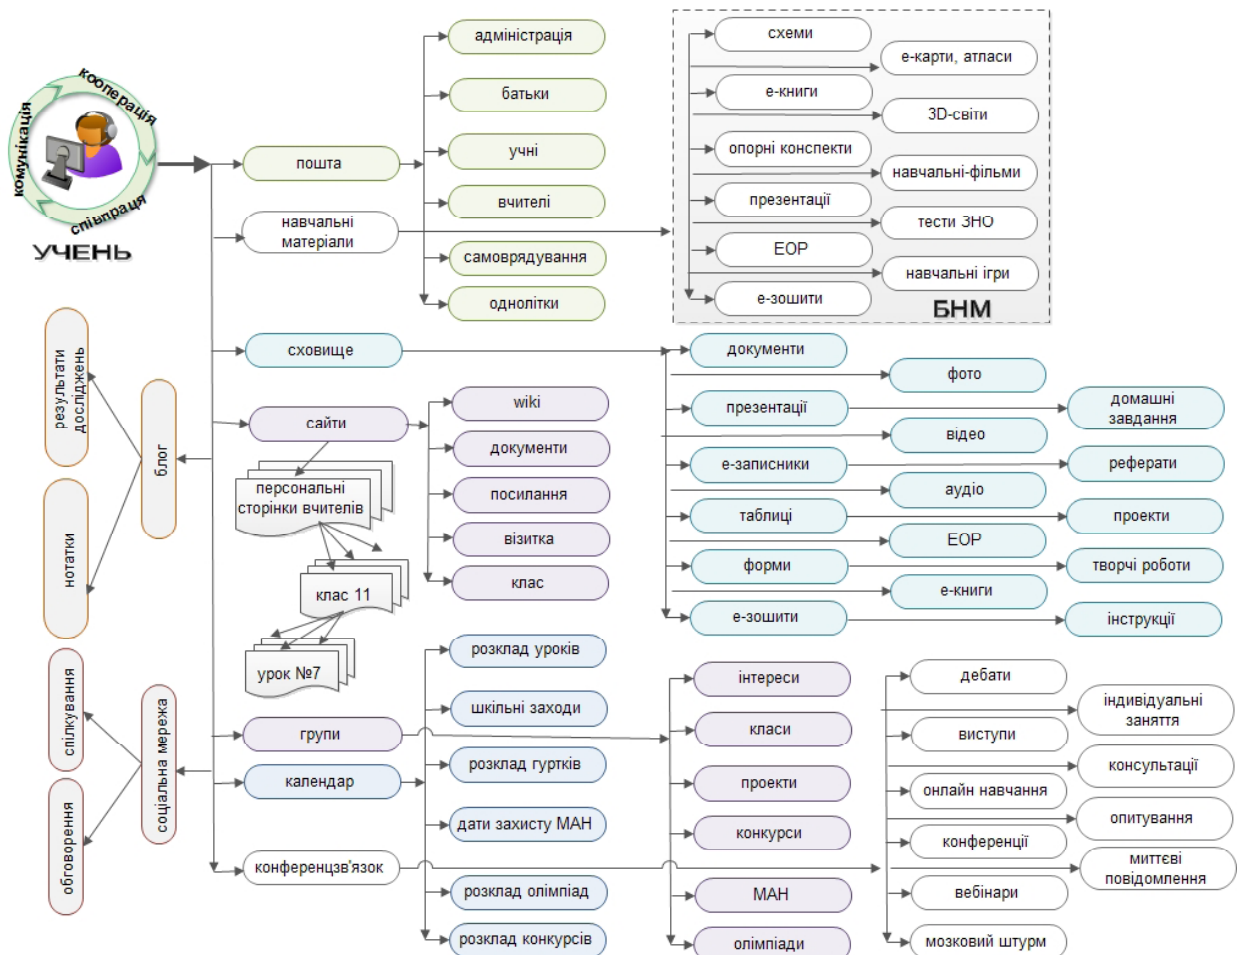 кооперація
комунікація
співпраця
УЧЕНЬ
пошта
адміністрація
батьки
учні
вчителі
самоврядування
однолітки
навчальні
матеріали
схеми
е-карти, атласи
е-книги
3D-світи
опорні конспекти
навчальні-фільми
презентації
тести ЗНО
ЕОР
навчальні ігри
е-зошити
БНМ
сховище
документи
фото
презентації
домашні
завдання
відео
е-записники
реферати
аудіо
таблиці
проекти
ЕОР
форми
творчі роботи
е-книги
е-зошити
інструкції
сайти
wiki
документи
посилання
візитка
клас
персональні
сторінки вчителів
клас 11
урок №7
блог
результати
досліджень
нотатки
соціальна мережа
спілкування
обговорення
групи
інтереси
класи
проекти
конкурси
МАН
олімпіади
календар
розклад уроків
шкільні заходи
розклад гуртків
дати захисту МАН
розклад олімпіад
розклад конкурсів
конференцзв'язок
дебати
індивідуальні
заняття
виступи
консультації
онлайн навчання
опитування
конференції
миттєві
повідомлення
вебінари
мозковий штурм